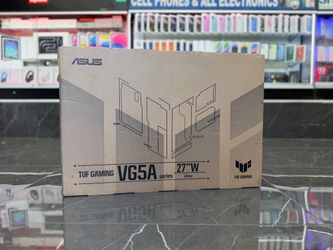 CELL PHONES & ALL ELECTRONICS
ASUS
TUF GAMING VG5A series 27"W
TUF GAMING